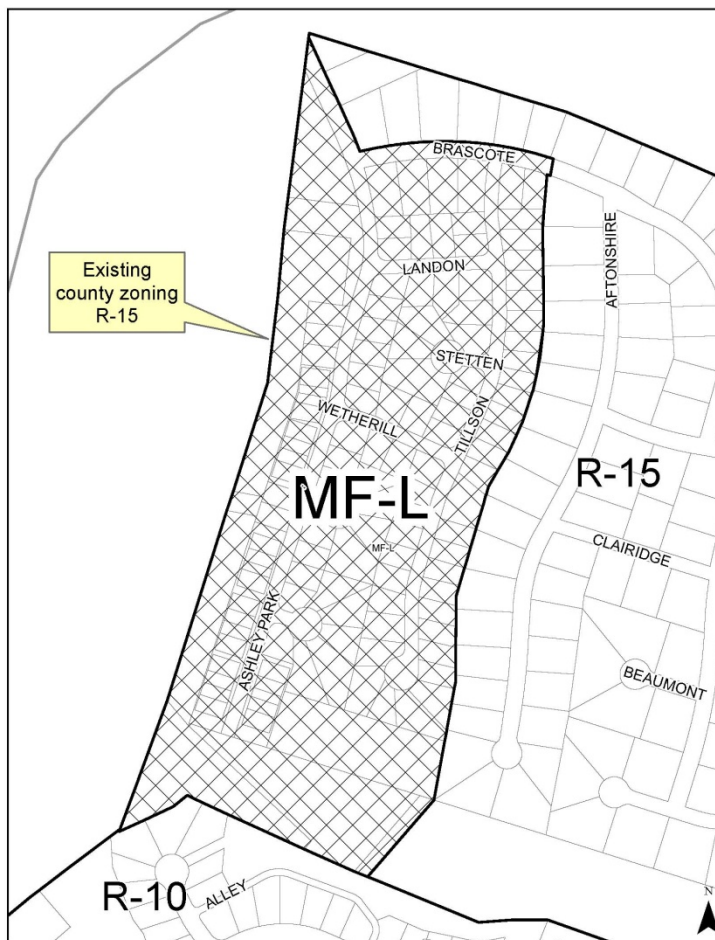 BRASCOTE
AFTONSHIRE
Existing
county zoning
R-15
LANDON
STETTEN
WETHERILL
TILLSON
R-15
MF-L
CLAIRIDGE
MF-L
ASHLEY PARK
BEAUMONT
R-10
ALLEY
N